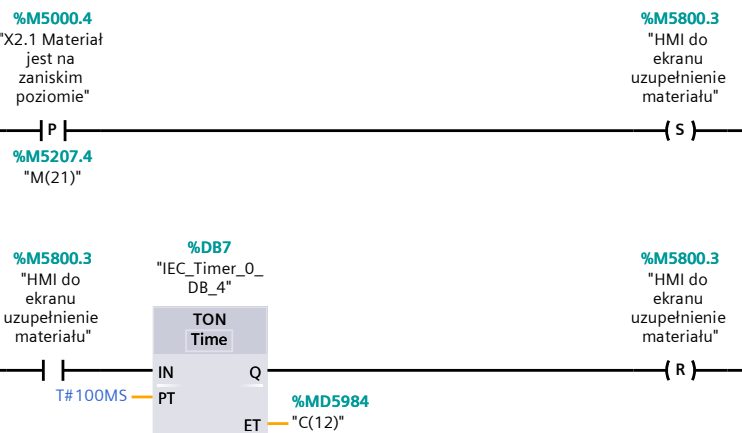 %M5000.4
"X2.1 Materiał
jest na
zaniskim
poziomie"
P
%M5207.4
"M(21)"
%M5800.3
"HMI do
ekranu
uzupełnienie
materiału"
S
%M5800.3
"HMI do
ekranu
uzupełnienie
materiału"
%DB7
"IEC_Timer_0_
DB_4"
TON
Time
IN
Q
T#100MS
PT
ET
%MD5984
"C(12)"
%M5800.3
"HMI do
ekranu
uzupełnienie
materiału"
R